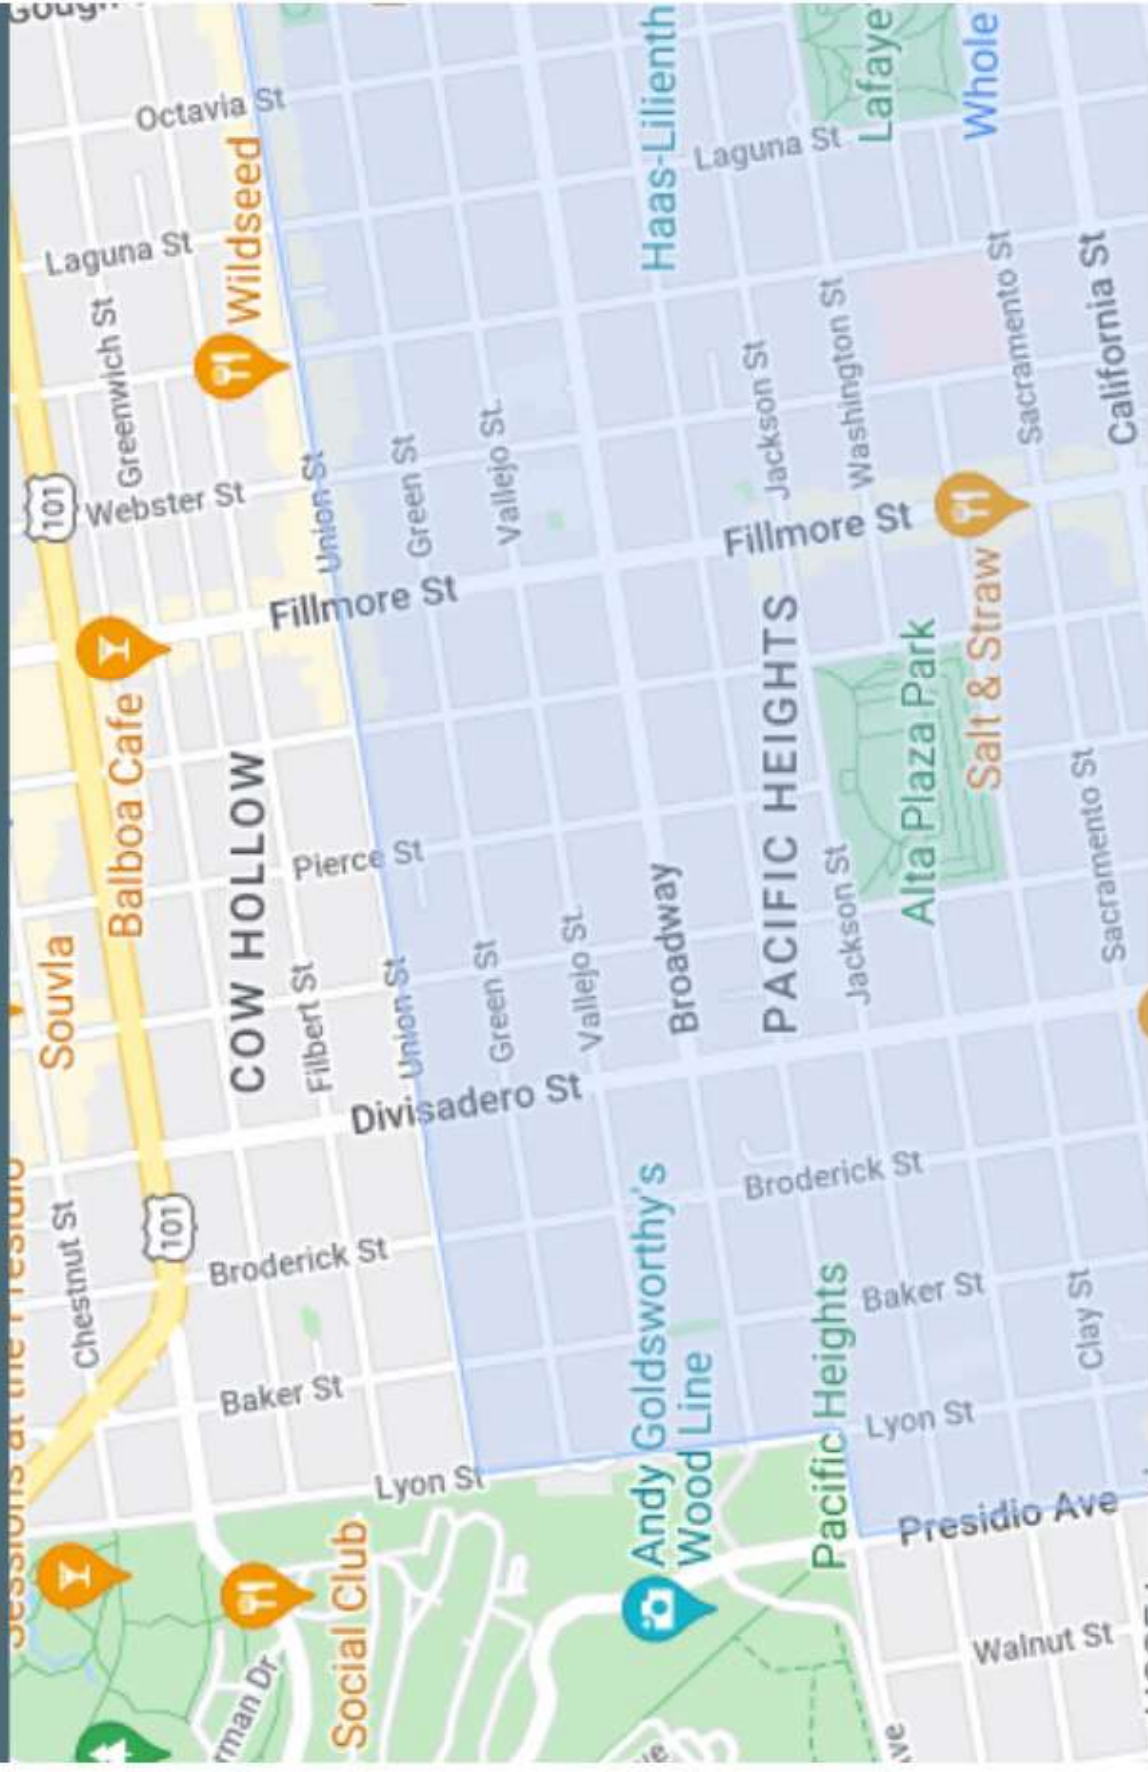 Octavia St
Laguna St
Greenwich St
Wildseed
Haas-Lilienth
Laguna St
Lafaye
Whole
101
Webster St
Union St
Green St
Vallejo St.
Jackson St
Washington St
Sacramento St
California St
Fillmore St
Fillmore St
Balboa Cafe
Souvla
COW HOLLOW
Pierce St
Filbert St
Union St
Green St
Vallejo St.
Broadway
PACIFIC HEIGHTS
Jackson St
Alta Plaza Park
Salt & Straw
Sacramento St
Divisadero St
Chestnut St
101
Broderick St
Broderick St
Baker St
Baker St
Clay St
Lyon St
Lyon St
Andy Goldsworthy's
Wood Line
Pacific Heights
Presidio Ave
Social Club
Walnut St
rman Dr